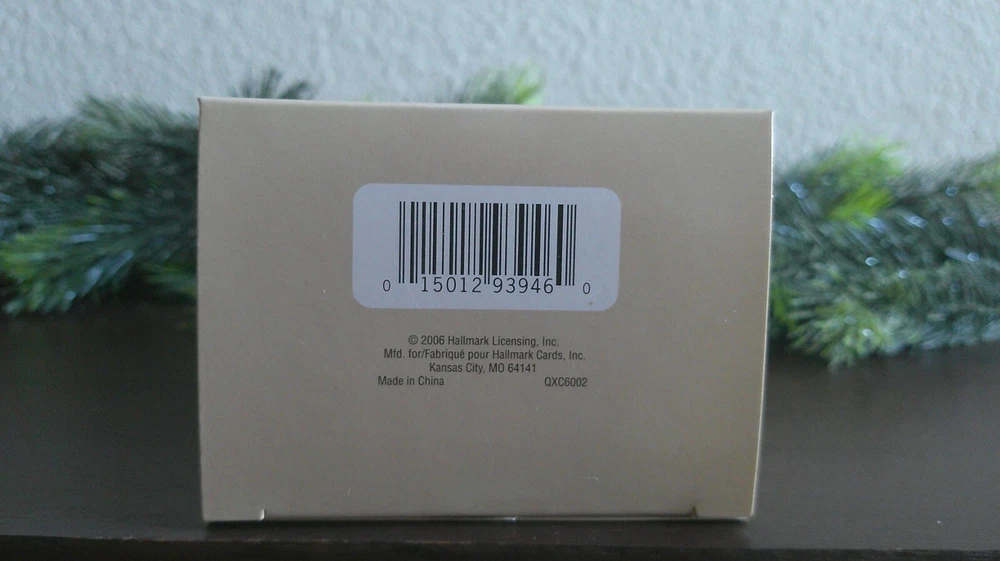 0 15012 93946 0
© 2006 Hallmark Licensing, Inc.
Mfd. for/Fabriqué pour Hallmark Cards, Inc.
Kansas City, MO 64141
Made in China QXC6002